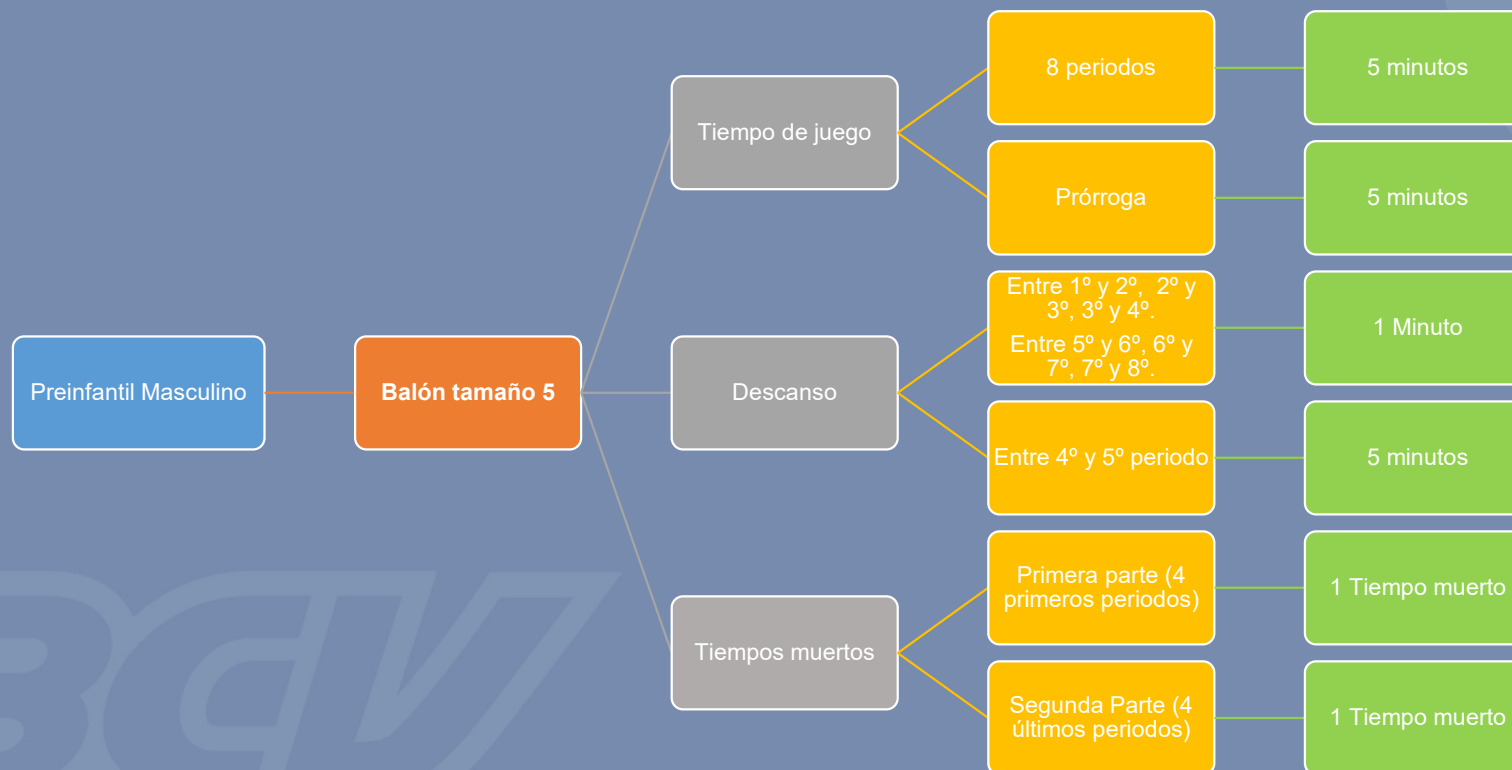 Preinfantil Masculino
Balón tamaño 5
Tiempo de juego
8 periodos
5 minutos
Prórroga
5 minutos
Descanso
Entre 1º y 2º, 2º y
3º, 3º y 4º.
Entre 5º y 6º, 6º y
7º, 7º y 8º.
1 Minuto
Entre 4º y 5º periodo
5 minutos
Tiempos muertos
Primera parte (4
primeros periodos)
1 Tiempo muerto
Segunda Parte (4
últimos periodos)
1 Tiempo muerto